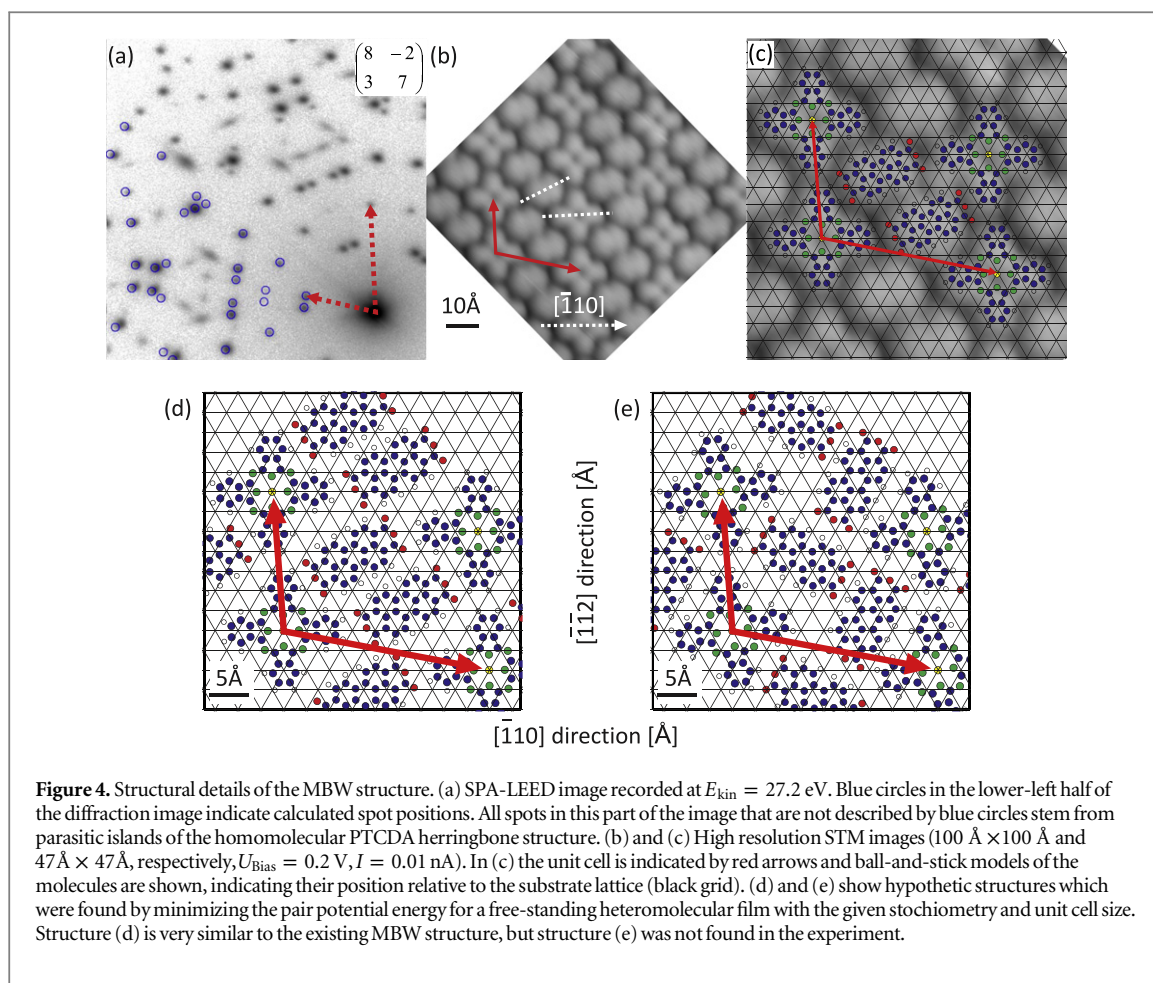 (a)
8 -2
3 7
(b)
(c)
10Å
[1̄10]
(d)
(e)
5Å
5Å
[1̄1̄2] direction [Å]
[1̄10] direction [Å]
Figure 4. Structural details of the MBW structure. (a) SPA-LEED image recorded at Ekin = 27.2 eV. Blue circles in the lower-left half of
the diffraction image indicate calculated spot positions. All spots in this part of the image that are not described by blue circles stem from
parasitic islands of the homomolecular PTCDA herringbone structure. (b) and (c) High resolution STM images (100 Å ×100 Å and
47Å × 47Å, respectively, UBias = 0.2 V, I = 0.01 nA). In (c) the unit cell is indicated by red arrows and ball-and-stick models of the
molecules are shown, indicating their position relative to the substrate lattice (black grid). (d) and (e) show hypothetic structures which
were found by minimizing the pair potential energy for a free-standing heteromolecular film with the given stochiometry and unit cell size.
Structure (d) is very similar to the existing MBW structure, but structure (e) was not found in the experiment.